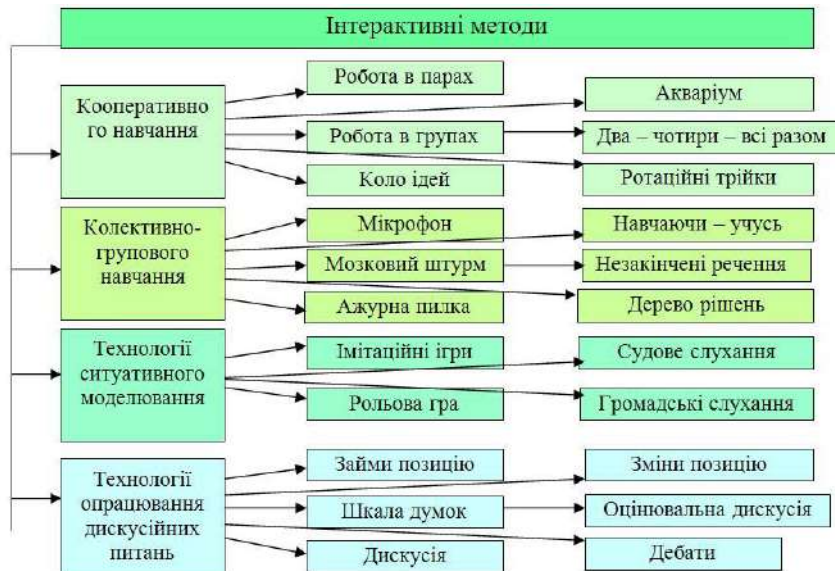 Інтерактивні методи
Кооперативно
го навчання
Робота в парах
Акваріум
Робота в групах
Два – чотири – всі разом
Коло ідей
Ротаційні трійки
Колективно-
групового
навчання
Мікрофон
Навчаючи – учусь
Мозковий штурм
Незакінчені речення
Ажурна пилка
Дерево рішень
Технології
ситуативного
моделювання
Імітаційні ігри
Судове слухання
Рольова гра
Громадські слухання
Технології
опрацювання
дискусійних
питань
Займи позицію
Зміни позицію
Шкала думок
Оцінювальна дискусія
Дискусія
Дебати